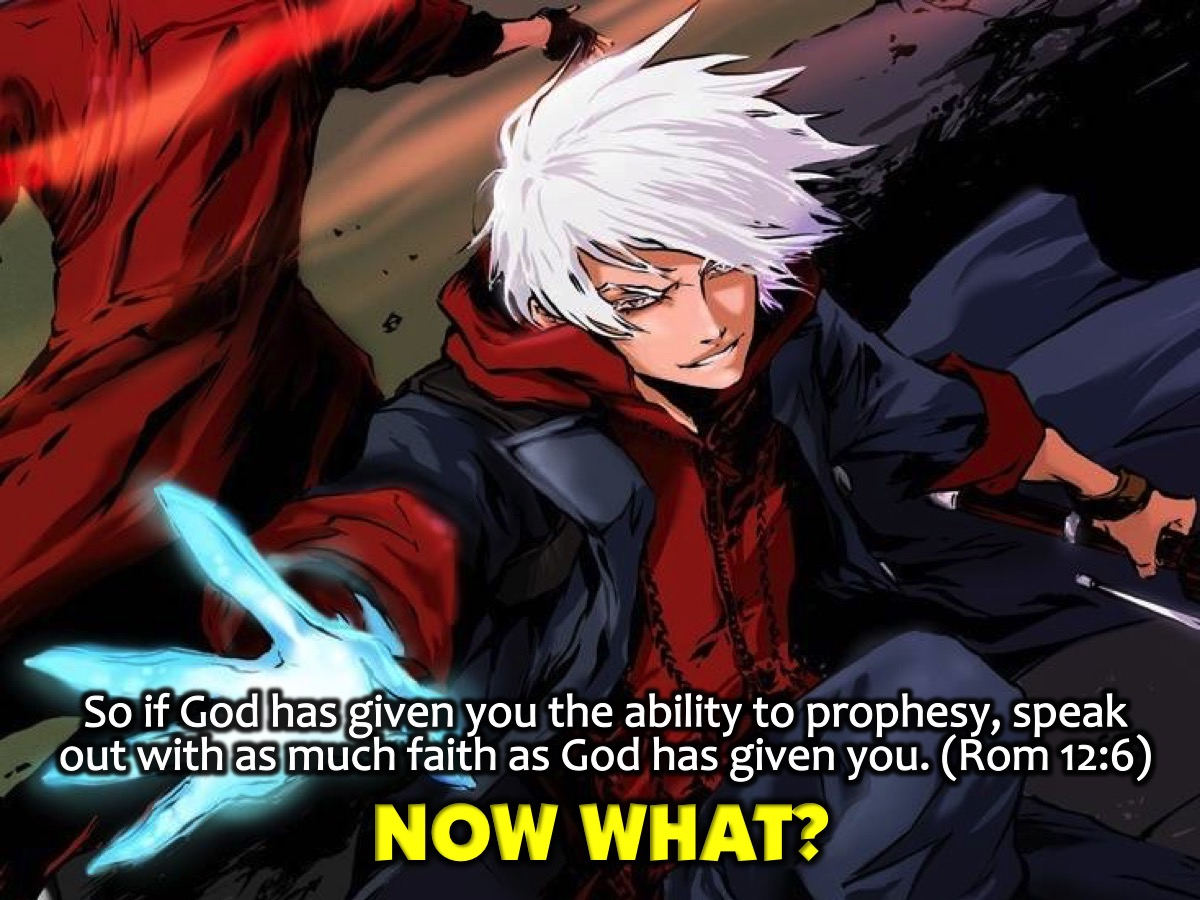 So if God has given you the ability to prophesy, speak
out with as much faith as God has given you. (Rom 12:6)
NOW WHAT?